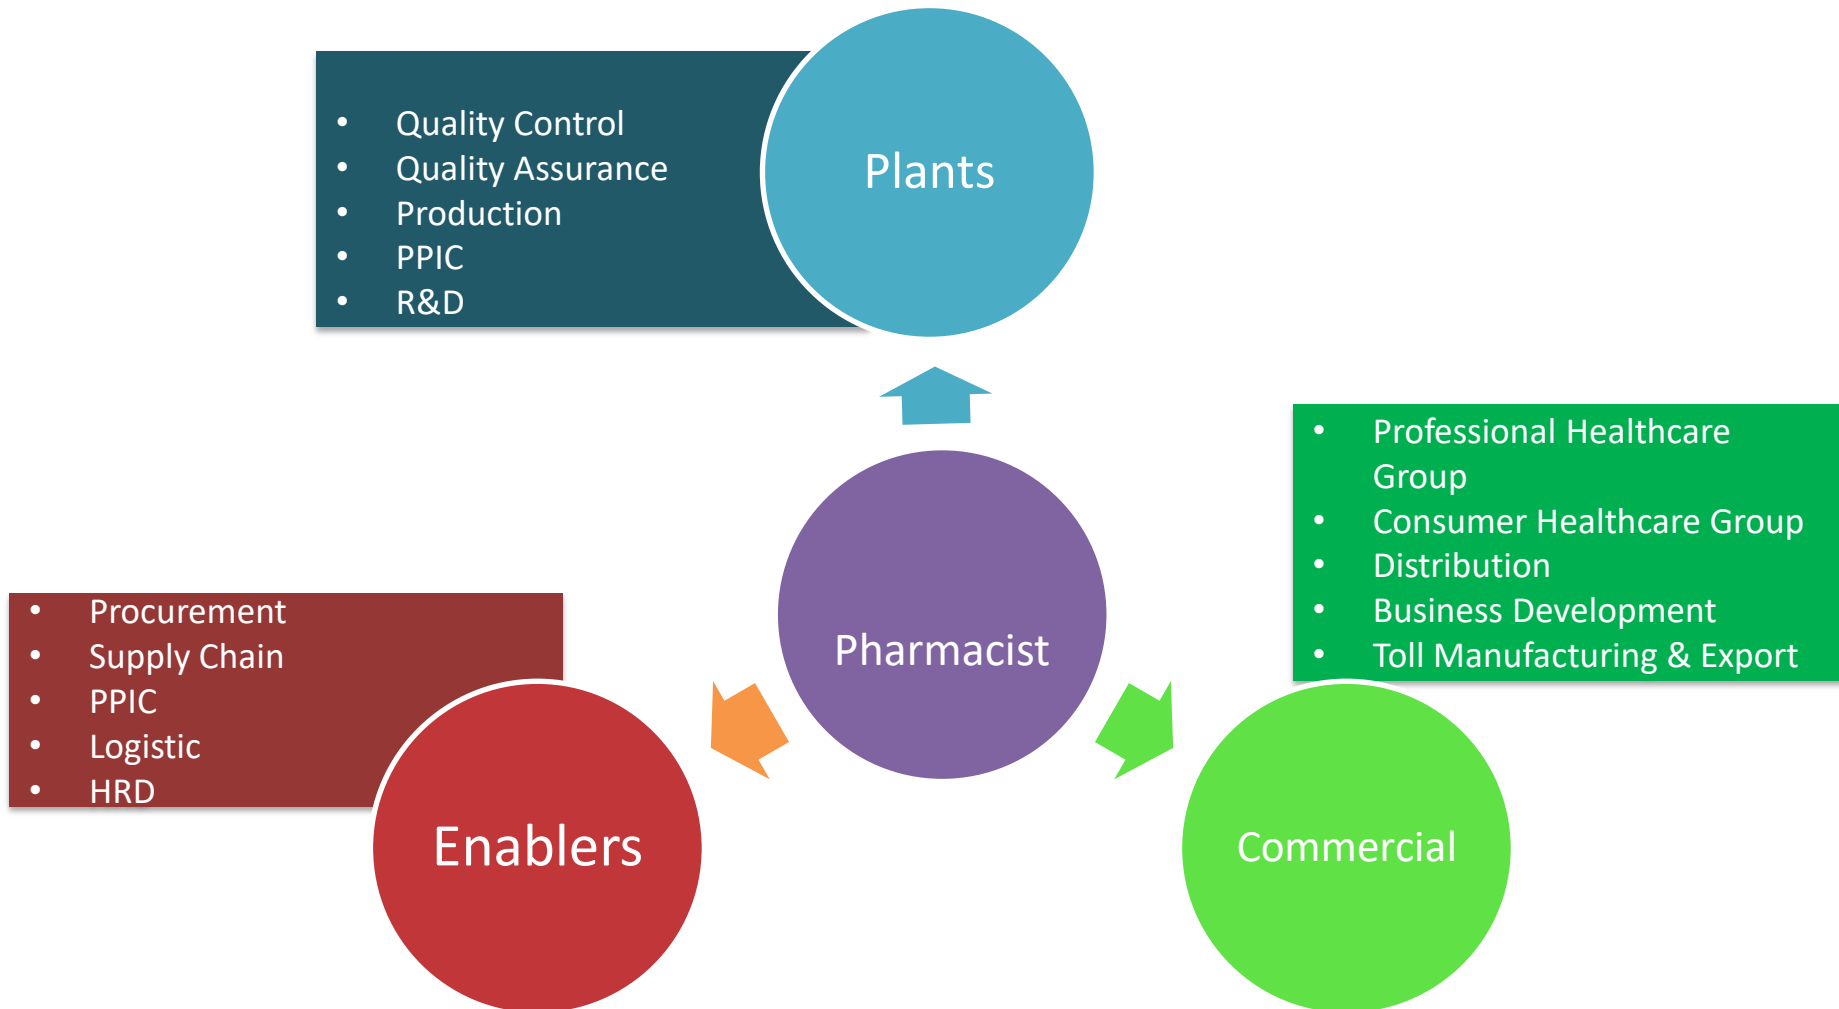 • Quality Control
• Quality Assurance
• Production
• PPIC
• R&D
Plants
• Professional Healthcare
Group
• Consumer Healthcare Group
• Distribution
• Business Development
• Toll Manufacturing & Export
Pharmacist
• Procurement
• Supply Chain
• PPIC
• Logistic
• HRD
Enablers
Commercial